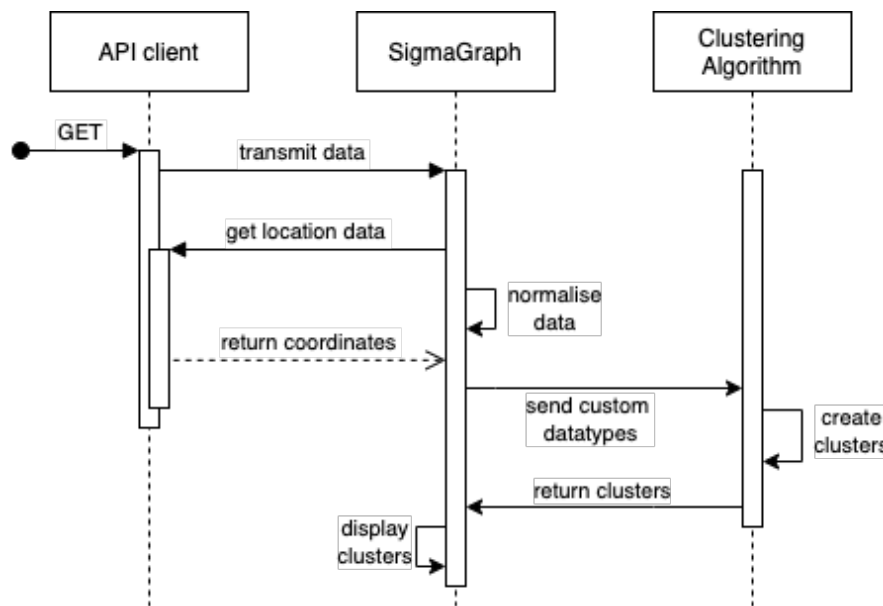 API client
SigmaGraph
Clustering
Algorithm
GET
transmit data
get location data
normalise
data
return coordinates
send custom
datatypes
create
clusters
return clusters
display
clusters